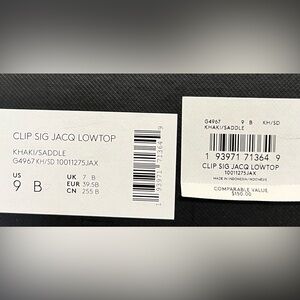 CLIP SIG JACQ LOWTOP
KHAKI/SADDLE
G4967 KH/SD 10011275JAX
US UK 7 B
9 B EUR 39.5B
CN 255 B
G4967 9 B KH/SD
KHAKI/SADDLE
1 93971 71364 9
CLIP SIG JACQ LOWTOP
10011275JAX
MADE IN INDONESIA/INDONESIE
COMPARABLE VALUE
$150.00